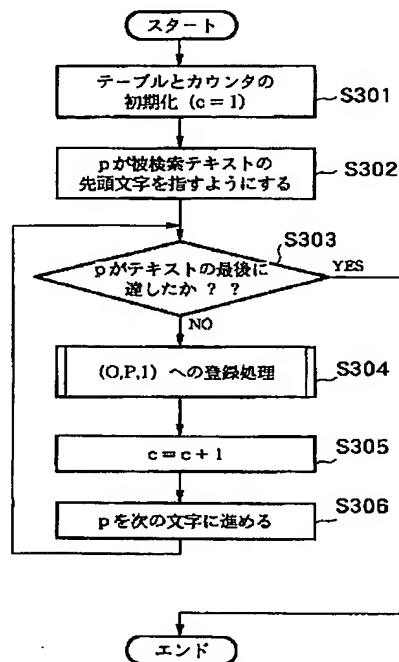 スタート
テーブルとカウンタの
初期化 (c = 1)
S301
pが被検索テキストの
先頭文字を指すようにする
S302
S303
pがテキストの最後に
達したか？？
YES
NO
(O,P,1) への登録処理
S304
c = c + 1
S305
pを次の文字に進める
S306
エンド